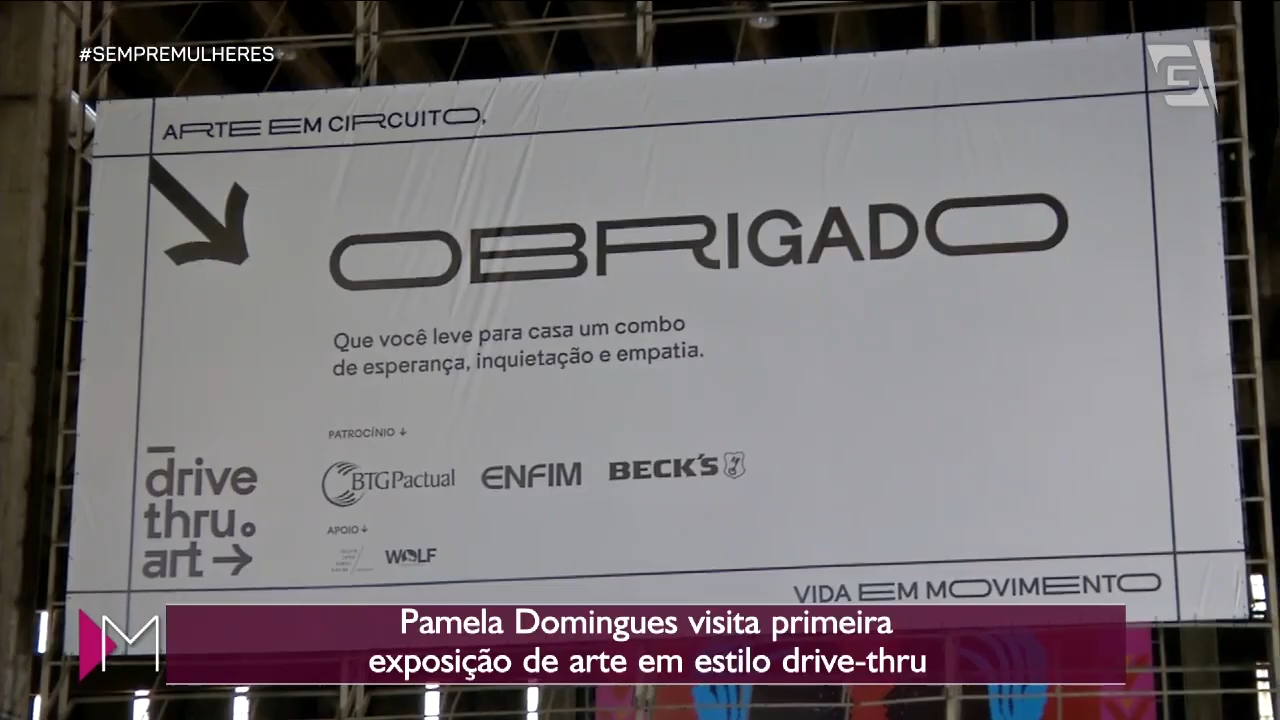 #SEMPREMULHERES
G
ARTE EM CIRCUITO,
OBRIGADO
Que você leve para casa um combo
de esperança, inquietação e empatia.
PATROCÍNIO ↓
BTGPactual ENFIM BECK'S
drive
thru.
art →
APOIO ↓
WOLF
VIDA EM MOVIMENTO
M
Pamela Domingues visita primeira
exposição de arte em estilo drive-thru